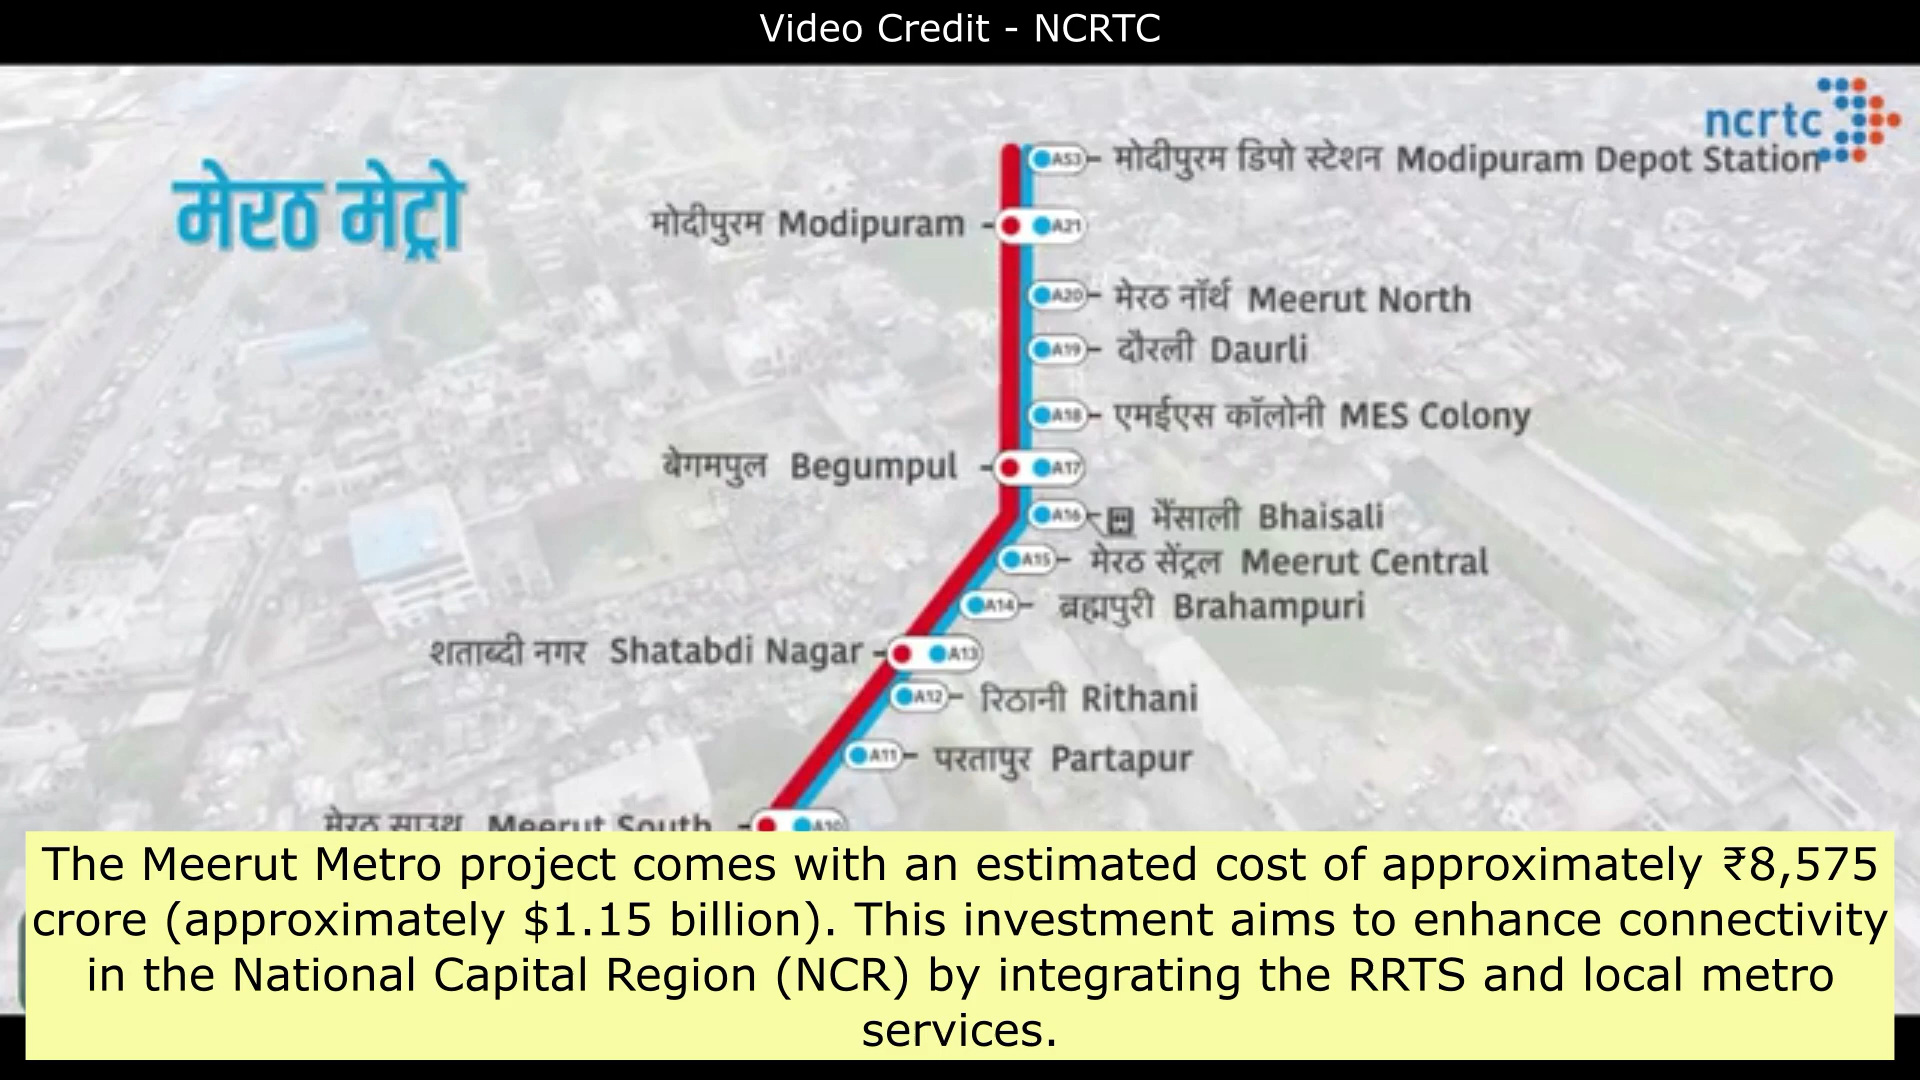 Video Credit - NCRTC
ncrtc
मेरठ मेट्रो
A53 मोदीपुरम डिपो स्टेशन Modipuram Depot Station
मोदीपुरम Modipuram A21
A20 मेरठ नॉर्थ Meerut North
A19 दौरली Daurli
A18 एमईएस कॉलोनी MES Colony
बेगमपुल Begumpul A17
A16 भैंसाली Bhaisali
A15 मेरठ सेंट्रल Meerut Central
A14 ब्रह्मपुरी Brahampuri
शताब्दी नगर Shatabdi Nagar A13
A12 रिठानी Rithani
A11 परतापुर Partapur
मेरठ साउथ Meerut South A10
The Meerut Metro project comes with an estimated cost of approximately ₹8,575
crore (approximately $1.15 billion). This investment aims to enhance connectivity
in the National Capital Region (NCR) by integrating the RRTS and local metro
services.